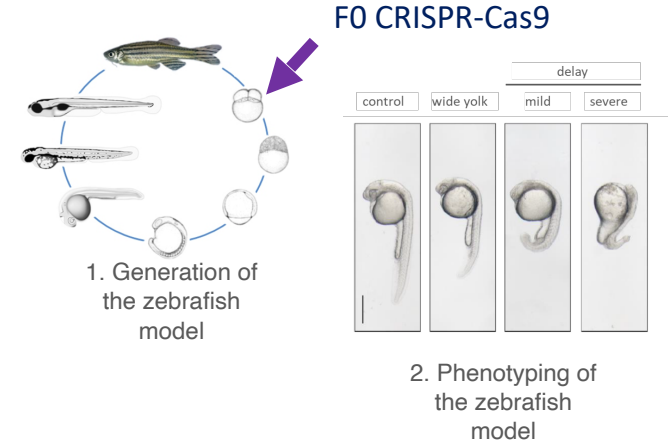 F0 CRISPR-Cas9
delay
control
wide yolk
mild
severe
1. Generation of
the zebrafish
model
2. Phenotyping of
the zebrafish
model